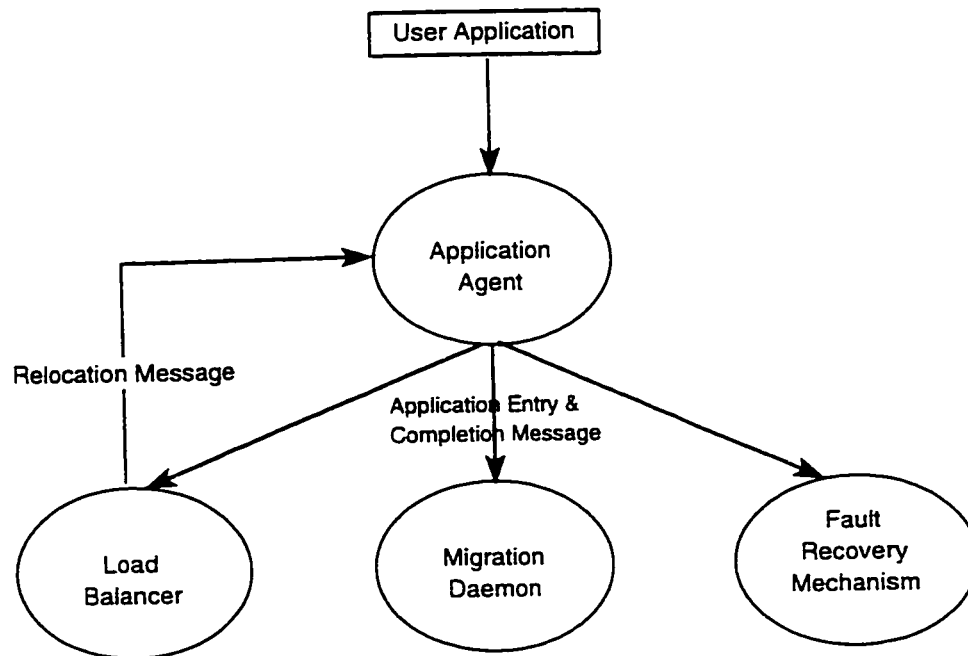 User Application
Application
Agent
Relocation Message
Application Entry &
Completion Message
Load
Balancer
Migration
Daemon
Fault
Recovery
Mechanism